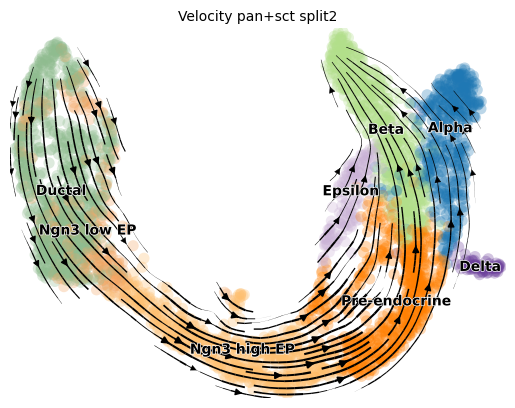 Velocity pan+sct split2
Beta
Alpha
Ductal
Epsilon
Ngn3 low EP
Delta
Pre-endocrine
Ngn3 high EP